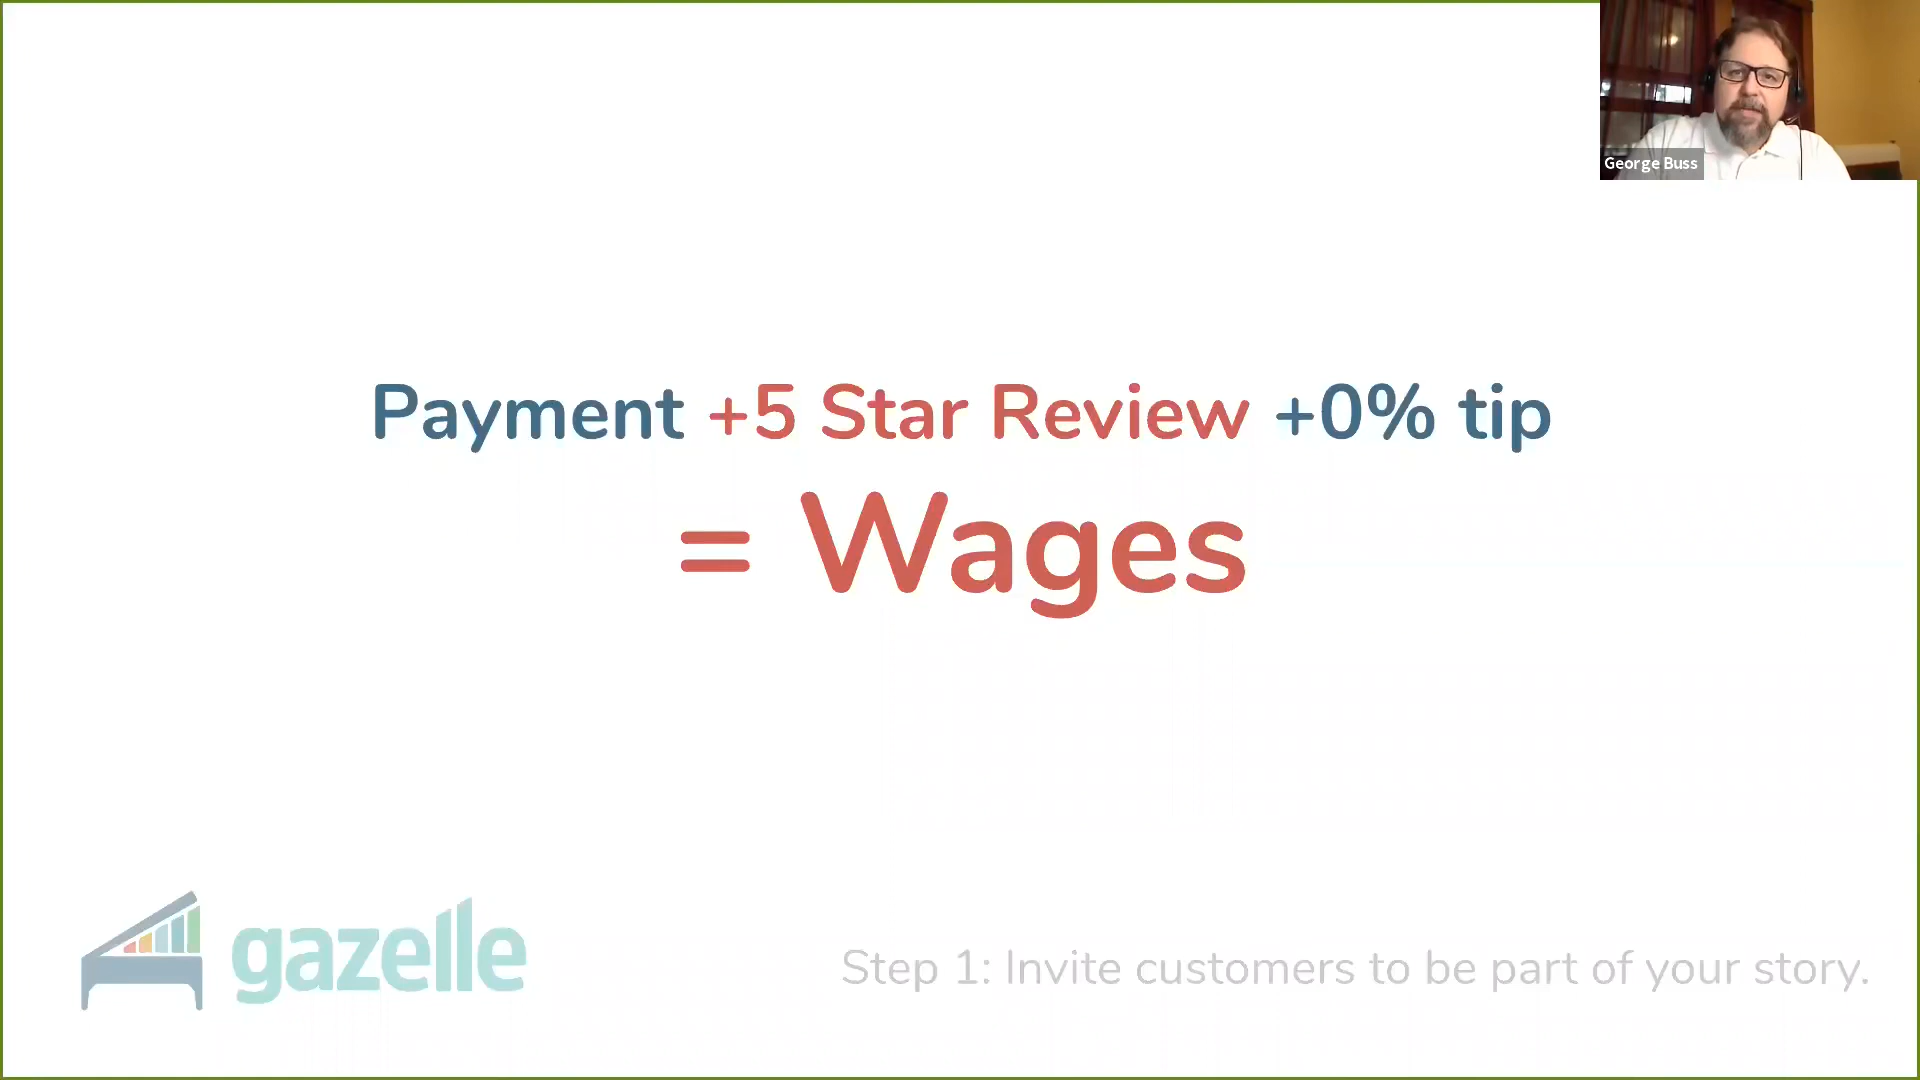 George Buss
Payment +5 Star Review +0% tip
= Wages
gazelle
Step 1: Invite customers to be part of your story.